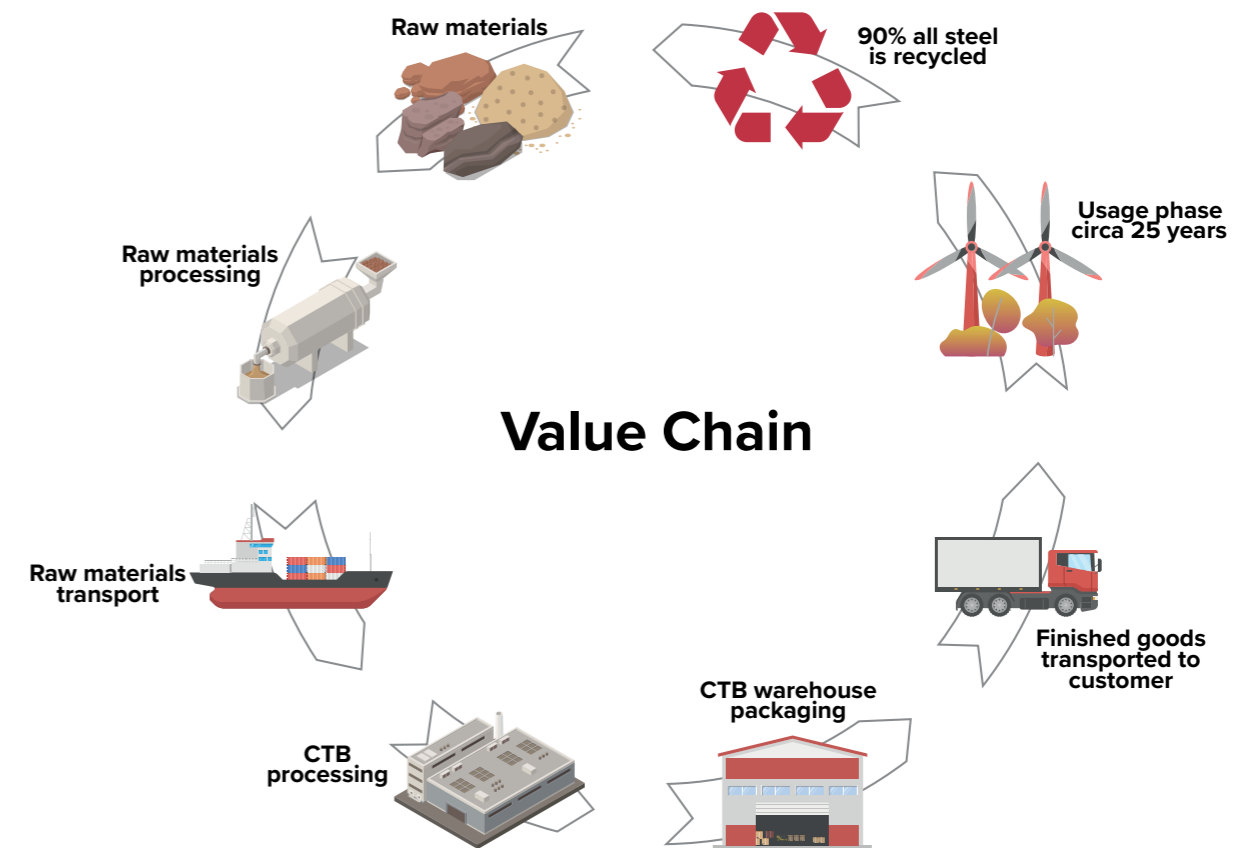 Raw materials
90% all steel
is recycled
Usage phase
circa 25 years
Raw materials
processing
Value Chain
Raw materials
transport
Finished goods
transported to
customer
CTB warehouse
packaging
CTB
processing